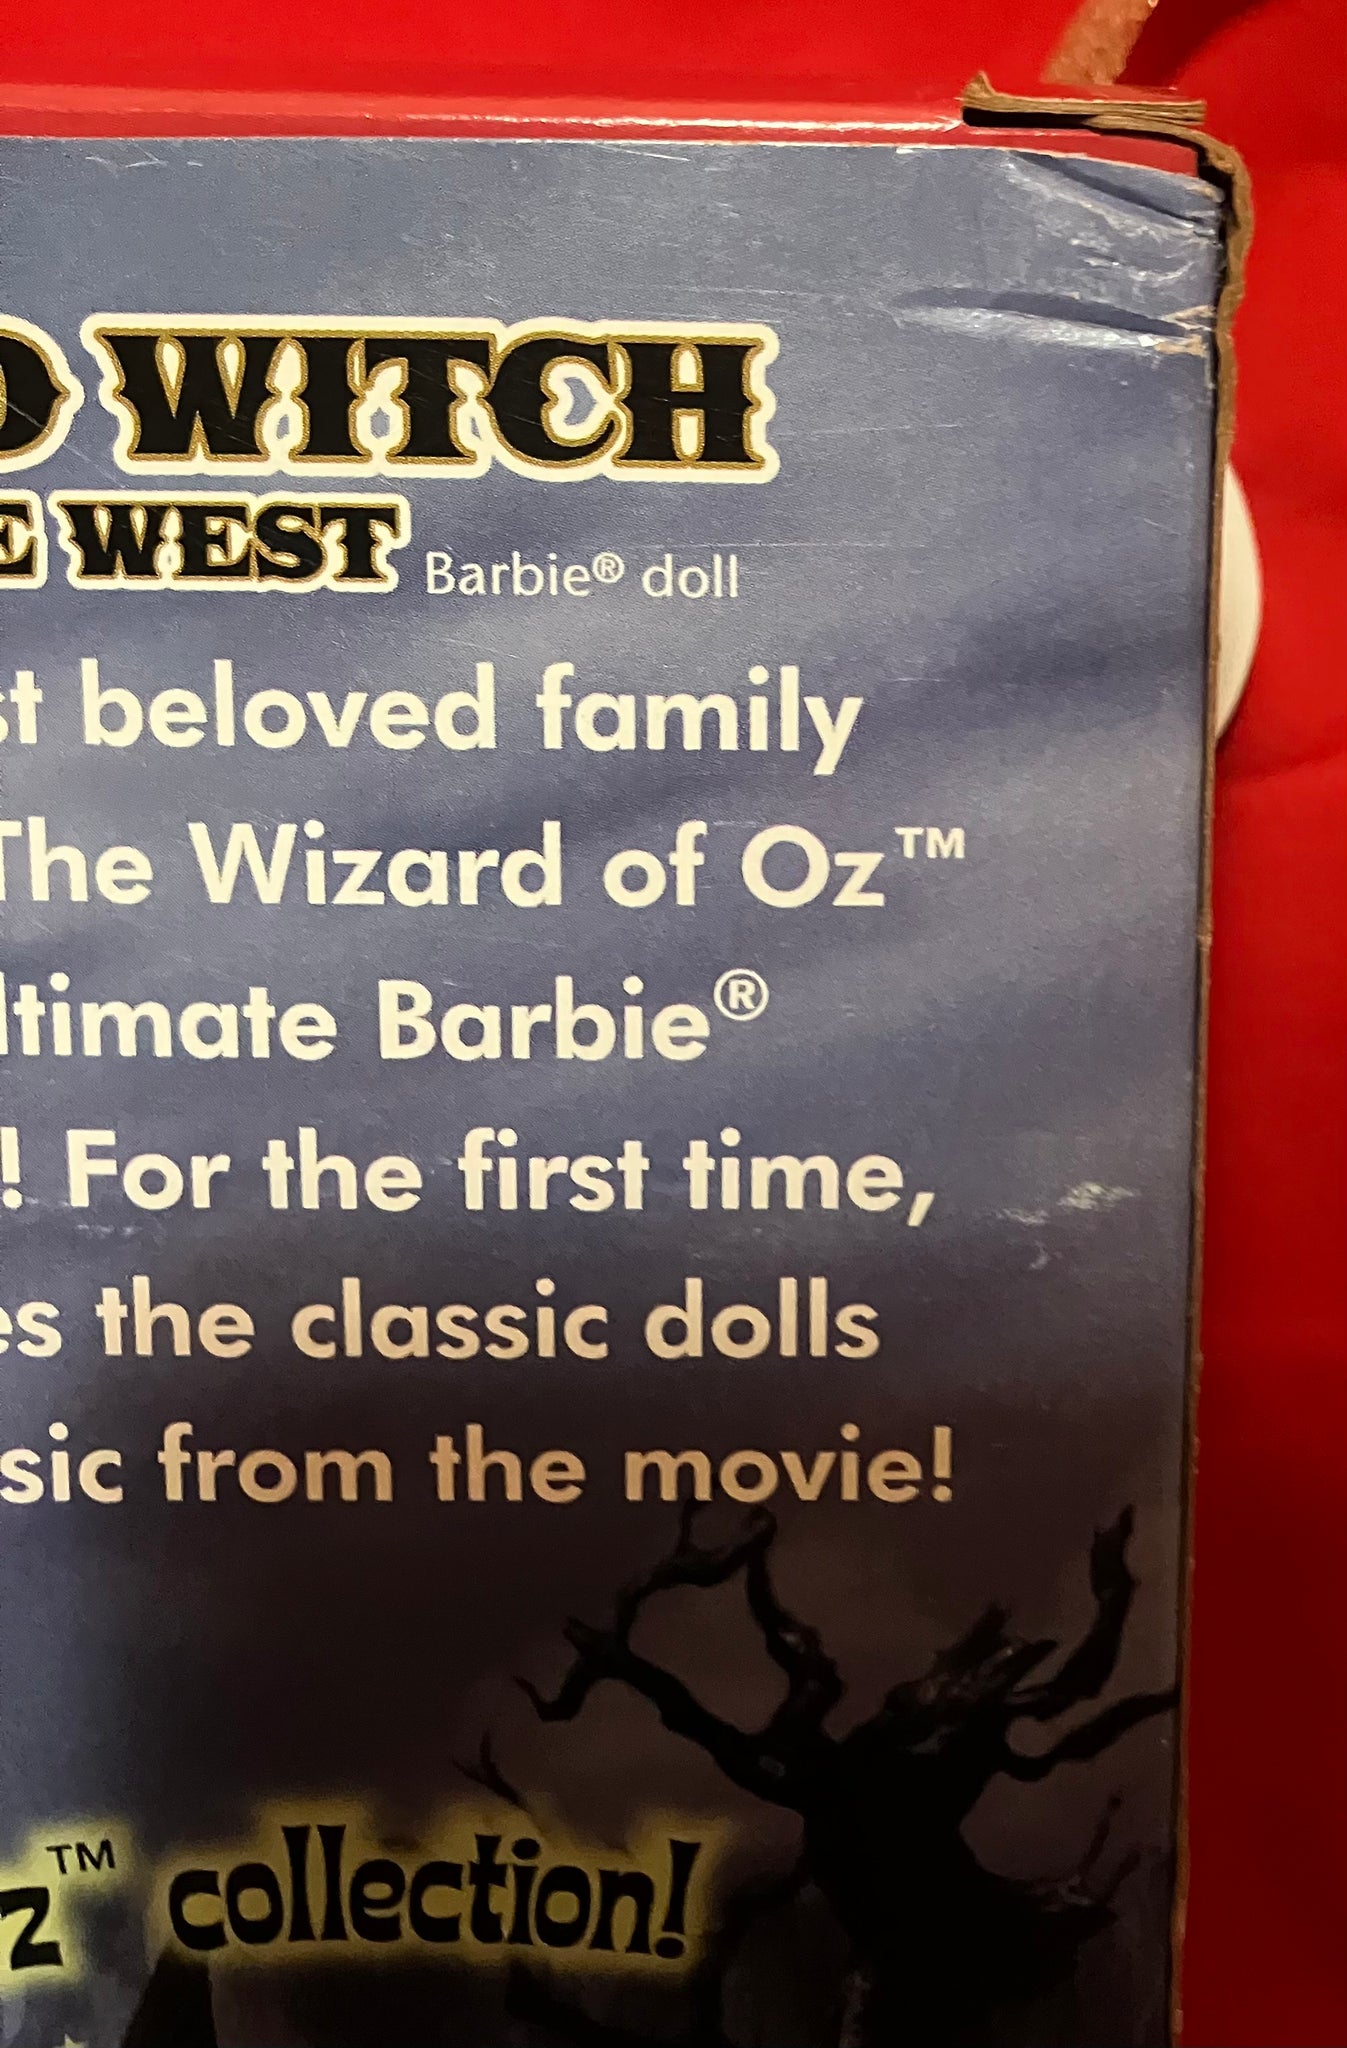 D WITCH
E WEST Barbie® doll
st beloved family
The Wizard of Oz™
ltimate Barbie®
! For the first time,
es the classic dolls
sic from the movie!
z™ collection!